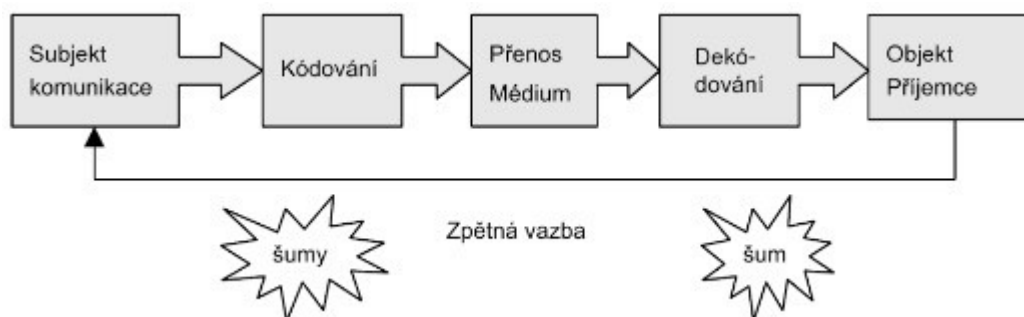 Subjekt
komunikace
Kódování
Přenos
Médium
Dekó-
dování
Objekt
Příjemce
Zpětná vazba
šumy
šum